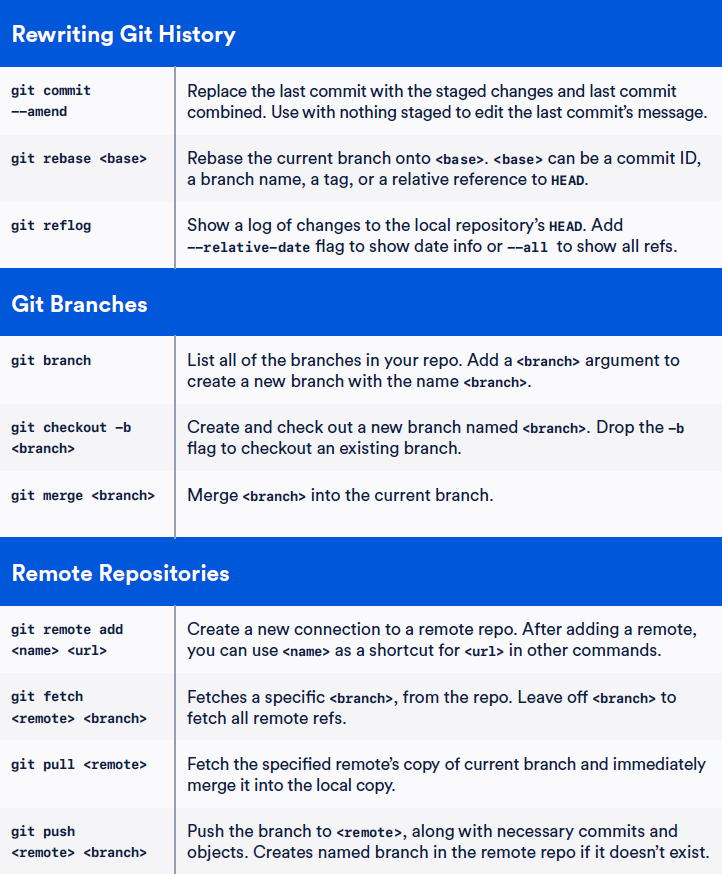 Rewriting Git History
git commit
--amend
Replace the last commit with the staged changes and last commit
combined. Use with nothing staged to edit the last commit’s message.
git rebase <base>
Rebase the current branch onto <base>. <base> can be a commit ID,
a branch name, a tag, or a relative reference to HEAD.
git reflog
Show a log of changes to the local repository’s HEAD. Add
--relative-date flag to show date info or --all to show all refs.
Git Branches
git branch
List all of the branches in your repo. Add a <branch> argument to
create a new branch with the name <branch>.
git checkout -b
<branch>
Create and check out a new branch named <branch>. Drop the -b
flag to checkout an existing branch.
git merge <branch>
Merge <branch> into the current branch.
Remote Repositories
git remote add
<name> <url>
Create a new connection to a remote repo. After adding a remote,
you can use <name> as a shortcut for <url> in other commands.
git fetch
<remote> <branch>
Fetches a specific <branch>, from the repo. Leave off <branch> to
fetch all remote refs.
git pull <remote>
Fetch the specified remote’s copy of current branch and immediately
merge it into the local copy.
git push
<remote> <branch>
Push the branch to <remote>, along with necessary commits and
objects. Creates named branch in the remote repo if it doesn’t exist.